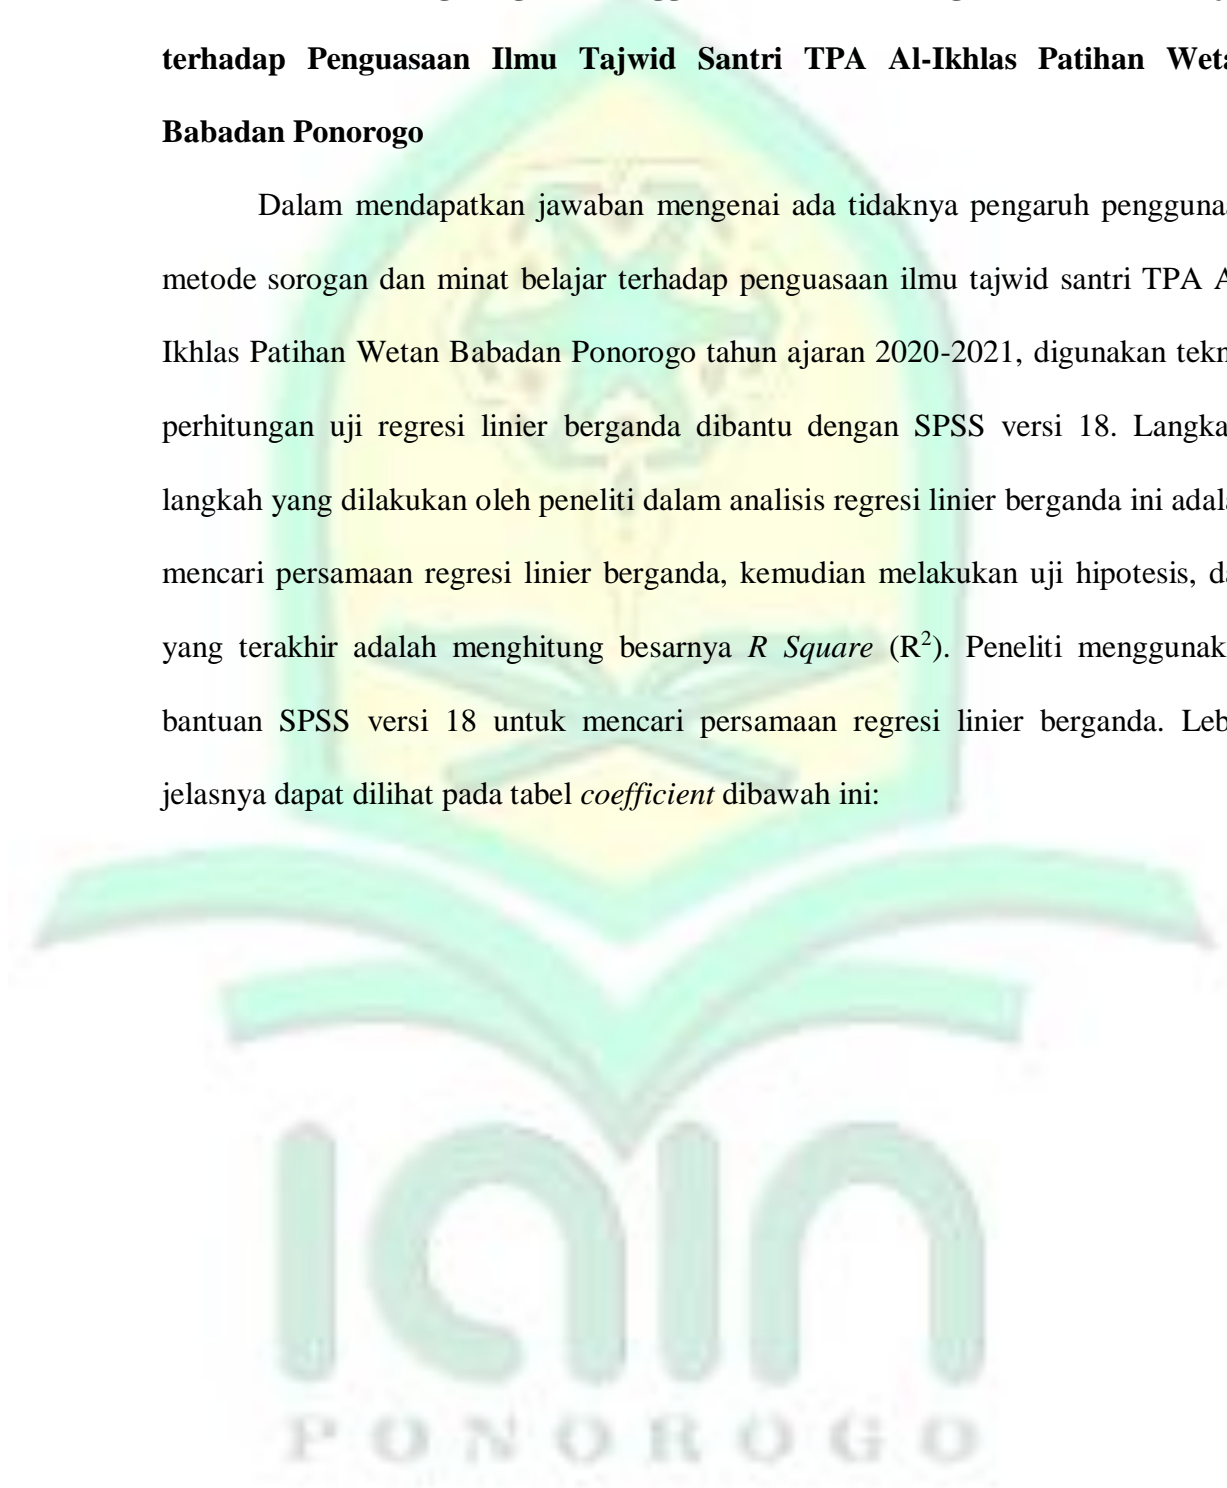 terhadap Penguasaan Ilmu Tajwid Santri TPA Al-Ikhlas Patihan Weta
Babadan Ponorogo
Dalam mendapatkan jawaban mengenai ada tidaknya pengaruh penggunaa
metode sorogan dan minat belajar terhadap penguasaan ilmu tajwid santri TPA A
Ikhlas Patihan Wetan Babadan Ponorogo tahun ajaran 2020-2021, digunakan tekn
perhitungan uji regresi linier berganda dibantu dengan SPSS versi 18. Langka
langkah yang dilakukan oleh peneliti dalam analisis regresi linier berganda ini adala
mencari persamaan regresi linier berganda, kemudian melakukan uji hipotesis, da
yang terakhir adalah menghitung besarnya R Square (R²). Peneliti menggunak
bantuan SPSS versi 18 untuk mencari persamaan regresi linier berganda. Leb
jelasnya dapat dilihat pada tabel coefficient dibawah ini:
iain
PONOROGO